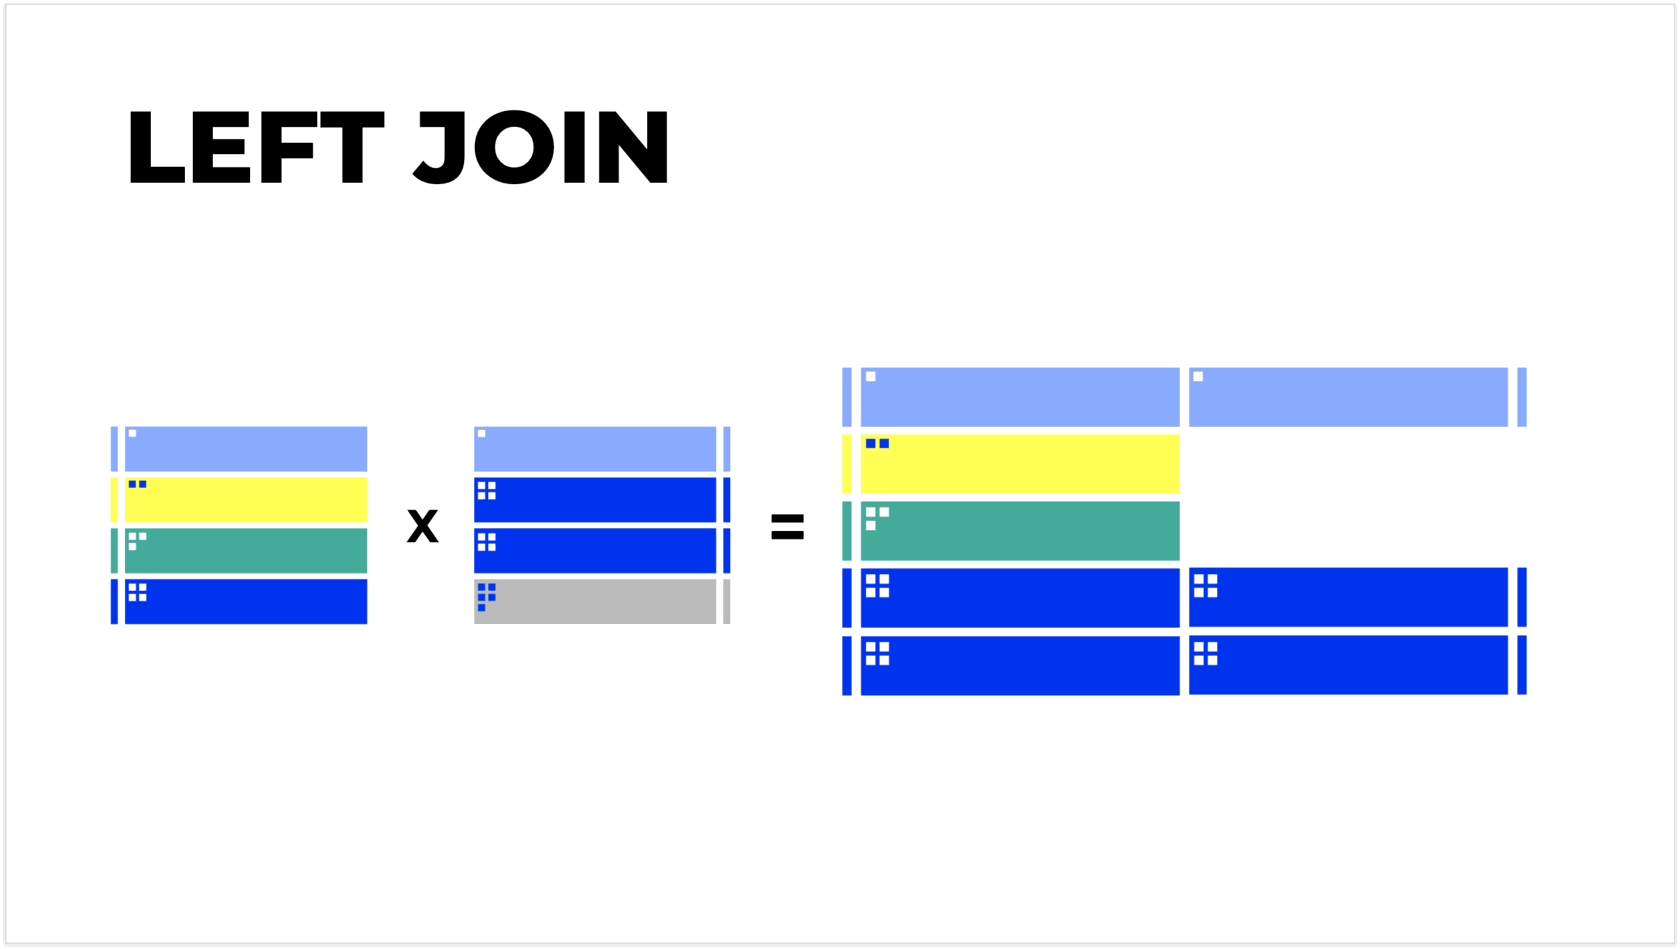 LEFT JOIN
x =